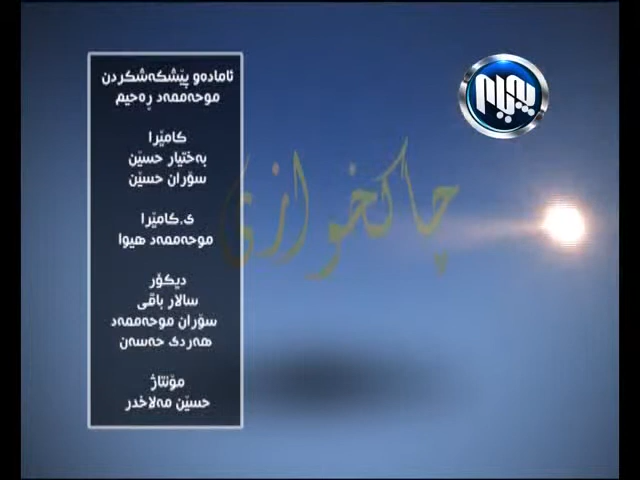 ئامادەو پێشکەشکردن
موحەممەد ڕەحیم
کامێرا
بەختیار حسێن
سۆران حسێن
ی.کامێرا
موحەممەد هیوا
دیکۆر
سالار باقی
سۆران موحەممەد
هەردی حەسەن
مۆنتاژ
حسێن مەلاخدر
چاکخوازی
پەیام